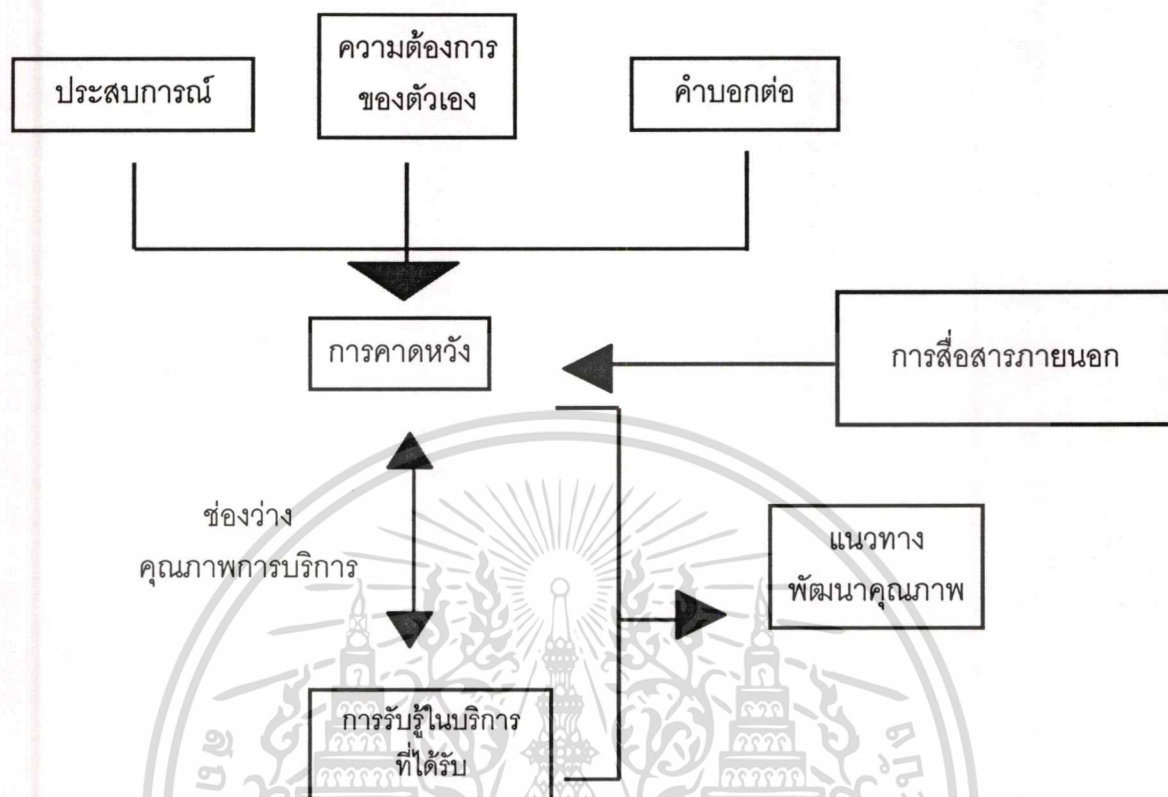 ความต้องการ
ของตัวเอง
ประสบการณ์
คำบอกต่อ
การคาดหวัง
การสื่อสารภายนอก
ช่องว่าง
คุณภาพการบริการ
แนวทาง
พัฒนาคุณภาพ
การรับรู้ในบริการ
ที่ได้รับ